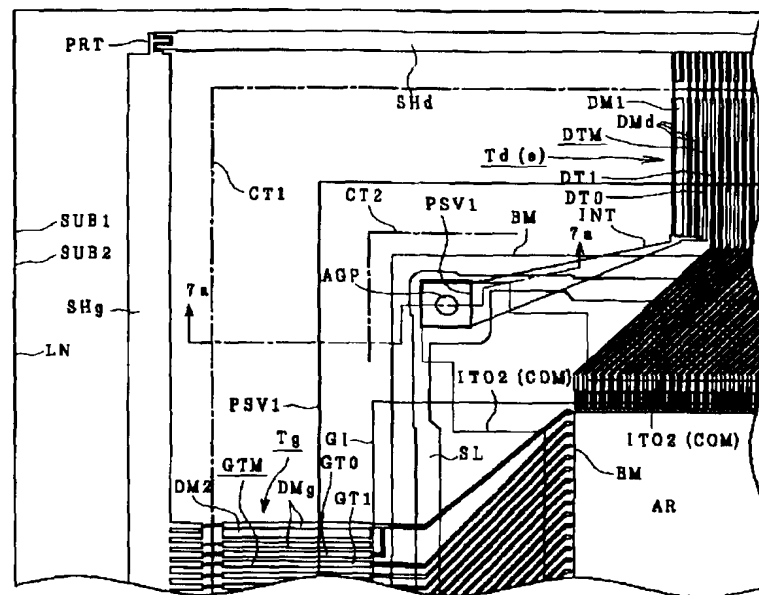 PRT
SHd
DM1
DMd
DTM
Td (s)
DT1
DT0
CT1
CT2
PSV1
BM
INT
7a
SUB1
SUB2
AGP
7a
SHg
LN
ITO2 (COM)
PSV1
GI
ITO2 (COM)
Tg
GT0
SL
BM
GTM
DM2
DMg
GT1
AR